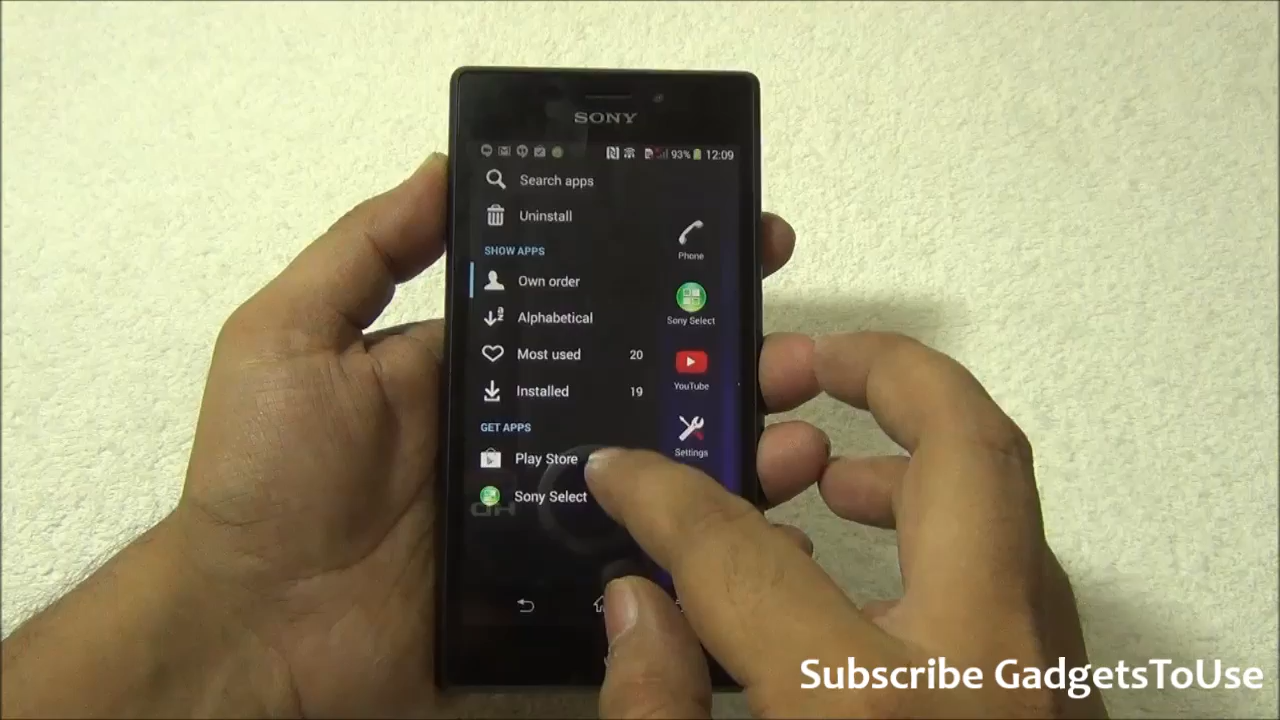 SONY
93% 12:09
Search apps
Uninstall
SHOW APPS
Own order
Alphabetical
Most used 20
Installed 19
GET APPS
Play Store
Sony Select
Phone
Sony Select
YouTube
Settings
Subscribe GadgetsToUse